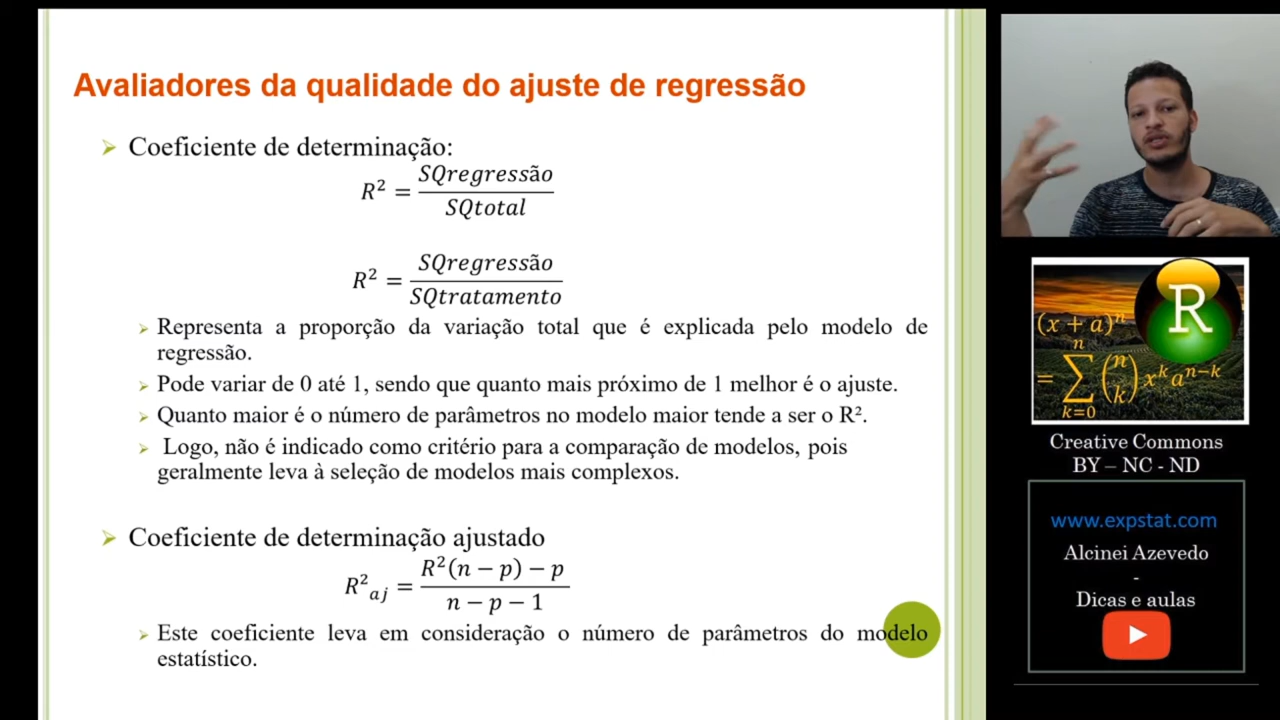 Avaliadores da qualidade do ajuste de regressão
Coeficiente de determinação:
R² = SQregressão / SQtotal
R² = SQregressão / SQtratamento
Representa a proporção da variação total que é explicada pelo modelo de
regressão.
Pode variar de 0 até 1, sendo que quanto mais próximo de 1 melhor é o ajuste.
Quanto maior é o número de parâmetros no modelo maior tende a ser o R².
Logo, não é indicado como critério para a comparação de modelos, pois
geralmente leva à seleção de modelos mais complexos.
Coeficiente de determinação ajustado
R²aj = R²(n − p) − p / n − p − 1
Este coeficiente leva em consideração o número de parâmetros do modelo
estatístico.
R
(x + a)ⁿ
= ∑ n k=0 (n k) xᵏaⁿ⁻ᵏ
Creative Commons
BY – NC - ND
www.expstat.com
Alcinei Azevedo
-
Dicas e aulas